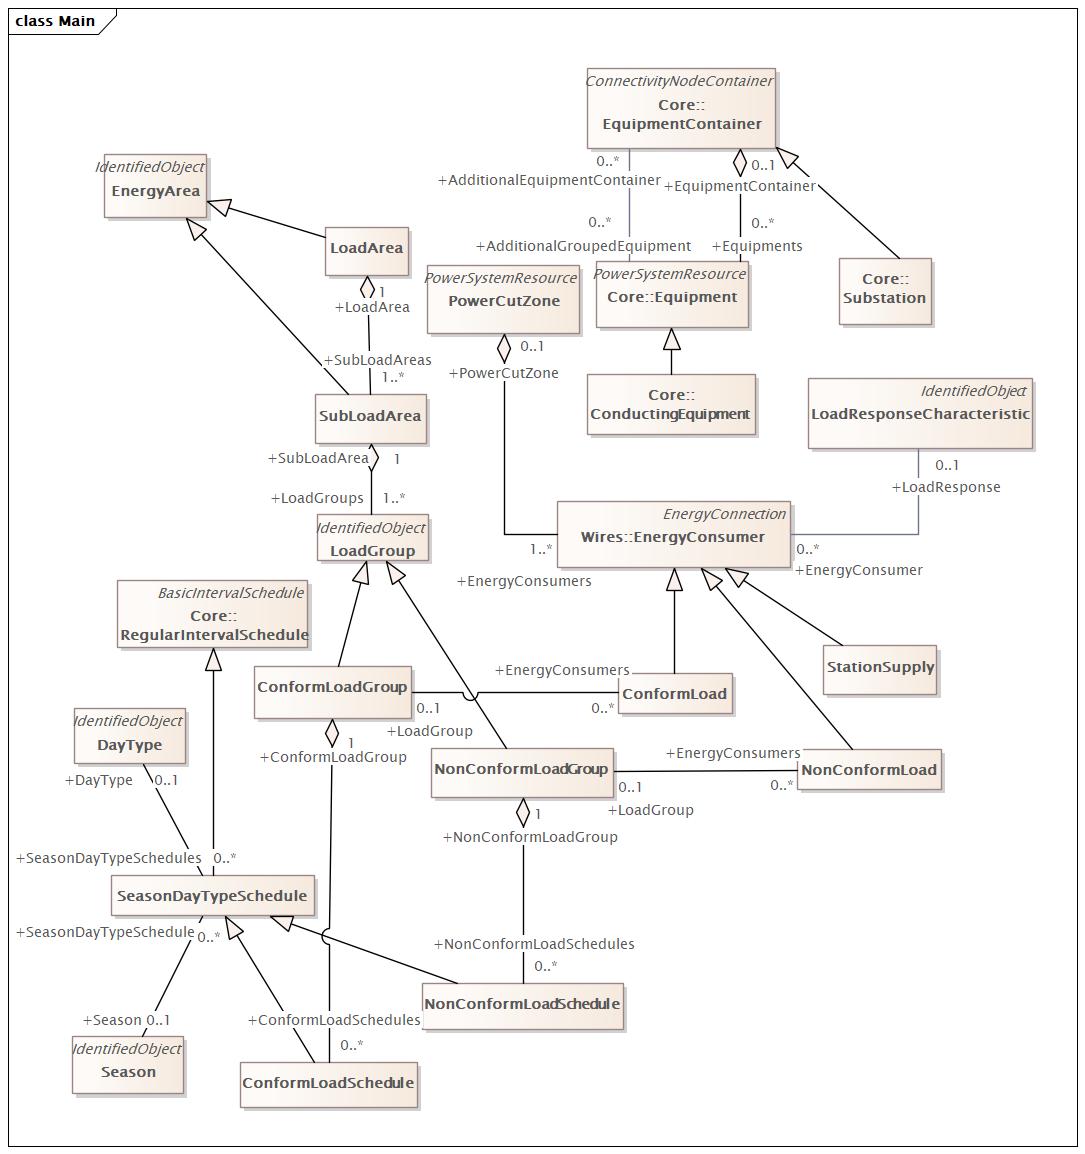 class Main
ConnectivityNodeContainer
Core::
EquipmentContainer
0..*
+AdditionalEquipmentContainer
0..1
+EquipmentContainer
IdentifiedObject
EnergyArea
0..*
+AdditionalGroupedEquipment
0..*
+Equipments
LoadArea
1
+LoadArea
PowerSystemResource
PowerCutZone
PowerSystemResource
Core::Equipment
Core::
Substation
0..1
+PowerCutZone
+SubLoadAreas
1..*
Core::
ConductingEquipment
IdentifiedObject
LoadResponseCharacteristic
SubLoadArea
+SubLoadArea
1
0..1
+LoadResponse
+LoadGroups
1..*
IdentifiedObject
LoadGroup
EnergyConnection
Wires::EnergyConsumer
1..*
+EnergyConsumers
0..*
+EnergyConsumer
BasicIntervalSchedule
Core::
RegularIntervalSchedule
ConformLoadGroup
0..1
+LoadGroup
+EnergyConsumers
0..*
ConformLoad
StationSupply
IdentifiedObject
DayType
+DayType
0..1
1
+ConformLoadGroup
NonConformLoadGroup
0..1
+LoadGroup
+EnergyConsumers
0..*
NonConformLoad
1
+NonConformLoadGroup
+SeasonDayTypeSchedules
0..*
SeasonDayTypeSchedule
+SeasonDayTypeSchedule
0..*
+NonConformLoadSchedules
0..*
NonConformLoadSchedule
+Season 0..1
IdentifiedObject
Season
+ConformLoadSchedules
0..*
ConformLoadSchedule